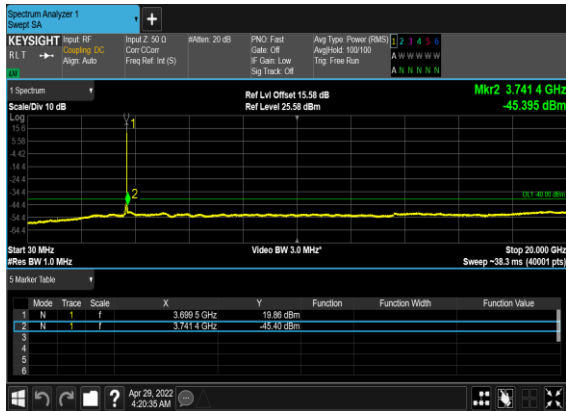 Spectrum Analyzer 1
Swept SA
+
KEYSIGHT Input: RF Input Z: 50 Ω #Atten: 20 dB PNO: Fast Avg Type: Power (RMS) 1 2 3 4 5 6
RLT Coupling: DC Corr CCorr Gate: Off Avg|Hold: 100/100 A W W W W W
Align: Auto Freq Ref: Int (S) IF Gain: Low Trig: Free Run
Sig Track: Off A N N N N N
1 Spectrum
Ref Lvl Offset 15.58 dB Mkr2 3.741 4 GHz
Scale/Div 10 dB Ref Level 25.58 dBm -45.395 dBm
Log
15.6
5.58
-4.42
-14.4
-24.4
-34.4
-44.4
-54.4
-64.4
1
2
Start 30 MHz Video BW 3.0 MHz* Stop 20.000 GHz
#Res BW 1.0 MHz Sweep ~38.3 ms (40001 pts)
5 Marker Table
Mode Trace Scale X Y Function Function Width Function Value
1 N 1 f 3.699 5 GHz 19.86 dBm
2 N 1 f 3.741 4 GHz -45.40 dBm
3
4
5
6
? Apr 29, 2022
4:20:35 AM